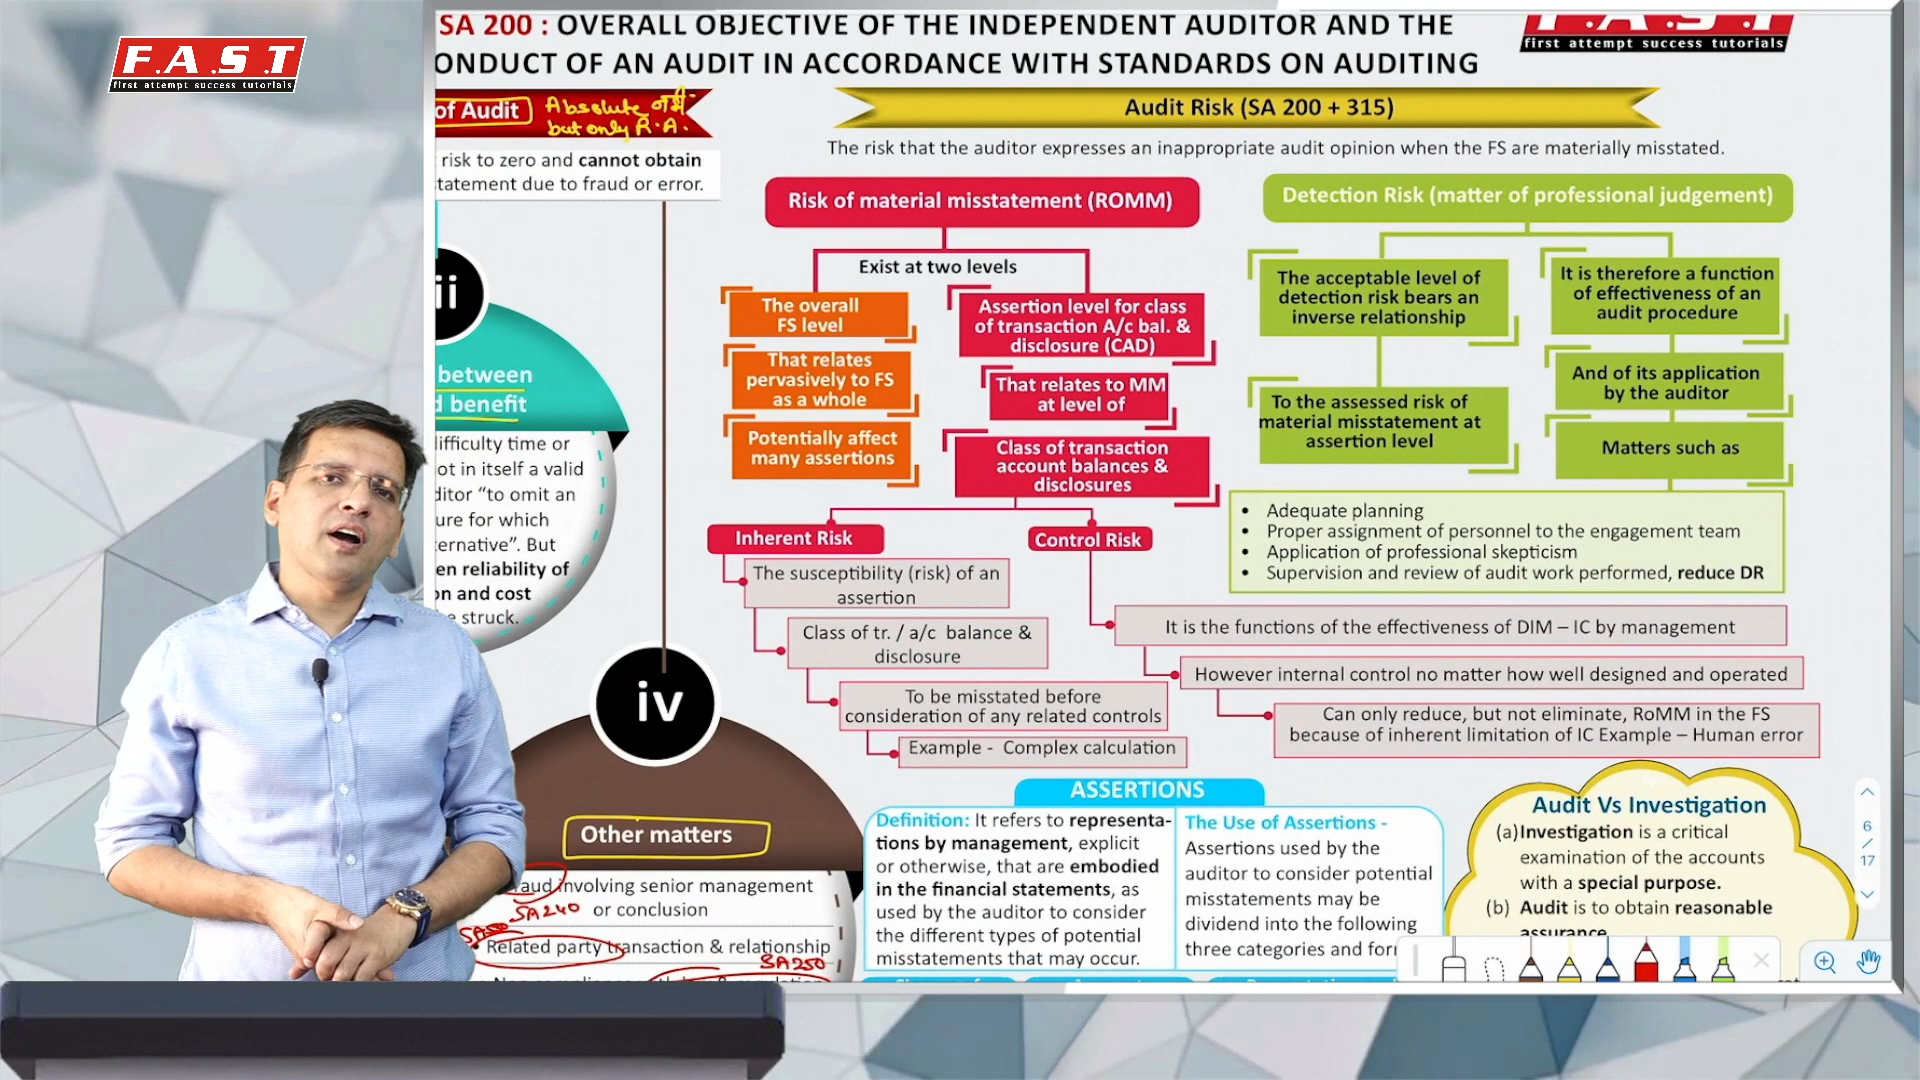 F.A.S.T
first attempt success tutorials
SA 200 : OVERALL OBJECTIVE OF THE INDEPENDENT AUDITOR AND THE
ONDUCT OF AN AUDIT IN ACCORDANCE WITH STANDARDS ON AUDITING
F.A.S.T
first attempt success tutorials
of Audit
Absolute
but only R.A.
risk to zero and cannot obtain
tatement due to fraud or error.
ii
between
d benefit
difficulty time or
ot in itself a valid
ditor “to omit an
ure for which
ernative”. But
en reliability of
on and cost
e struck.
iv
Other matters
raud involving senior management
or conclusion
SA240
SA550
• Related party transaction & relationship
SA250
Audit Risk (SA 200 + 315)
The risk that the auditor expresses an inappropriate audit opinion when the FS are materially misstated.
Risk of material misstatement (ROMM)
Exist at two levels
The overall
FS level
That relates
pervasively to FS
as a whole
Potentially affect
many assertions
Assertion level for class
of transaction A/c bal. &
disclosure (CAD)
That relates to MM
at level of
Class of transaction
account balances &
disclosures
Inherent Risk
The susceptibility (risk) of an
assertion
Class of tr. / a/c balance &
disclosure
To be misstated before
consideration of any related controls
Example - Complex calculation
Control Risk
It is the functions of the effectiveness of DIM – IC by management
However internal control no matter how well designed and operated
Can only reduce, but not eliminate, RoMM in the FS
because of inherent limitation of IC Example – Human error
Detection Risk (matter of professional judgement)
The acceptable level of
detection risk bears an
inverse relationship
To the assessed risk of
material misstatement at
assertion level
It is therefore a function
of effectiveness of an
audit procedure
And of its application
by the auditor
Matters such as
• Adequate planning
• Proper assignment of personnel to the engagement team
• Application of professional skepticism
• Supervision and review of audit work performed, reduce DR
ASSERTIONS
Definition: It refers to representa-
tions by management, explicit
or otherwise, that are embodied
in the financial statements, as
used by the auditor to consider
the different types of potential
misstatements that may occur.
The Use of Assertions -
Assertions used by the
auditor to consider potential
misstatements may be
dividend into the following
three categories and for
Audit Vs Investigation
(a)Investigation is a critical
examination of the accounts
with a special purpose.
(b) Audit is to obtain reasonable
assurance
6
/
17